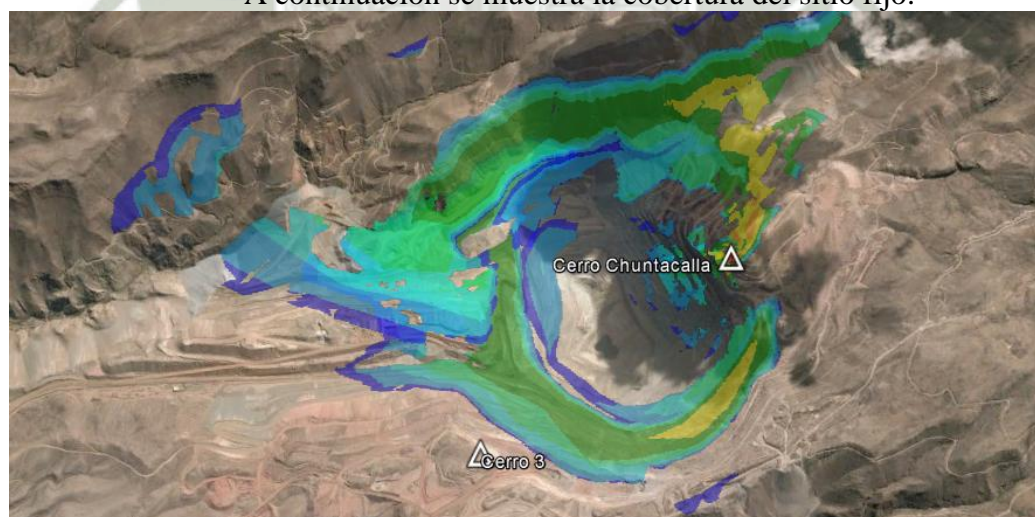 A continuación se muestra la cobertura del sitio fijo:
Cerro Chuntacalla
Cerro 3